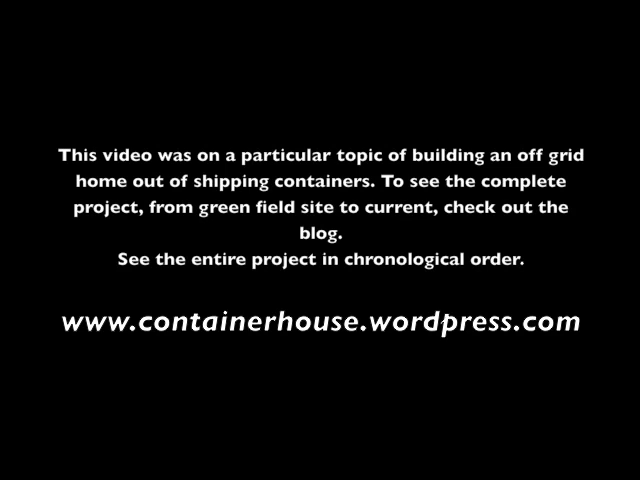 This video was on a particular topic of building an off grid
home out of shipping containers. To see the complete
project, from green field site to current, check out the
blog.
See the entire project in chronological order.
www.containerhouse.wordpress.com